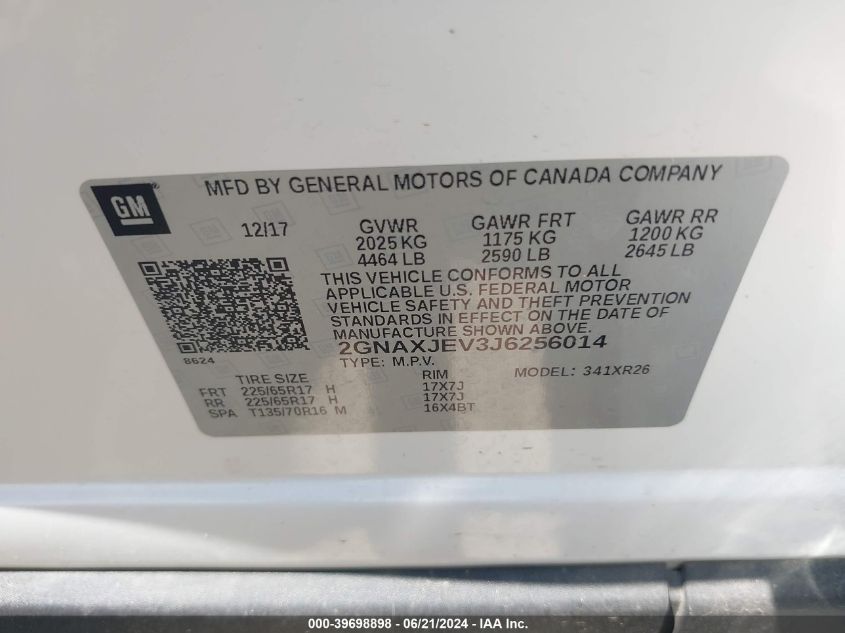 GM ®
MFD BY GENERAL MOTORS OF CANADA COMPANY
12/17 GVWR GAWR FRT GAWR RR
2025 KG 1175 KG 1200 KG
4464 LB 2590 LB 2645 LB
THIS VEHICLE CONFORMS TO ALL
APPLICABLE U.S. FEDERAL MOTOR
VEHICLE SAFETY AND THEFT PREVENTION
STANDARDS IN EFFECT ON THE DATE OF
MANUFACTURE SHOWN ABOVE.
2GNAXJEV3J6256014
8624 TYPE: M.P.V. MODEL: 341XR26
TIRE SIZE RIM
FRT 225/65R17 H 17X7J
RR 225/65R17 H 17X7J
SPA T135/70R16 M 16X4BT
000-39698898 - 06/21/2024 - IAA Inc.